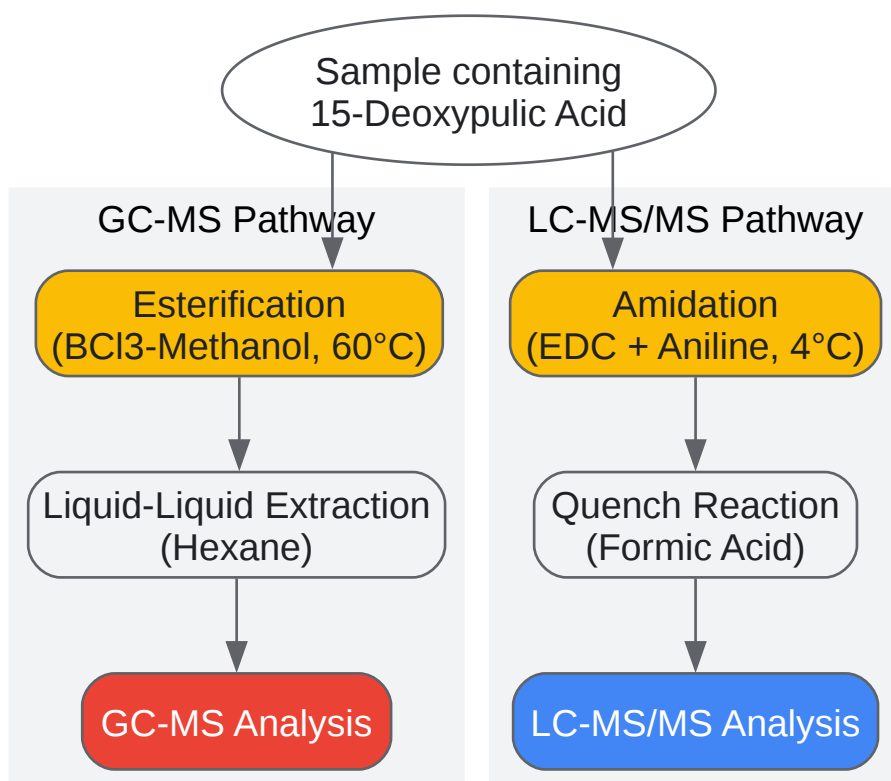 Sample containing
15-Deoxypulic Acid
GC-MS Pathway
Esterification
(BCl3-Methanol, 60°C)
Liquid-Liquid Extraction
(Hexane)
GC-MS Analysis
LC-MS/MS Pathway
Amidation
(EDC + Aniline, 4°C)
Quench Reaction
(Formic Acid)
LC-MS/MS Analysis